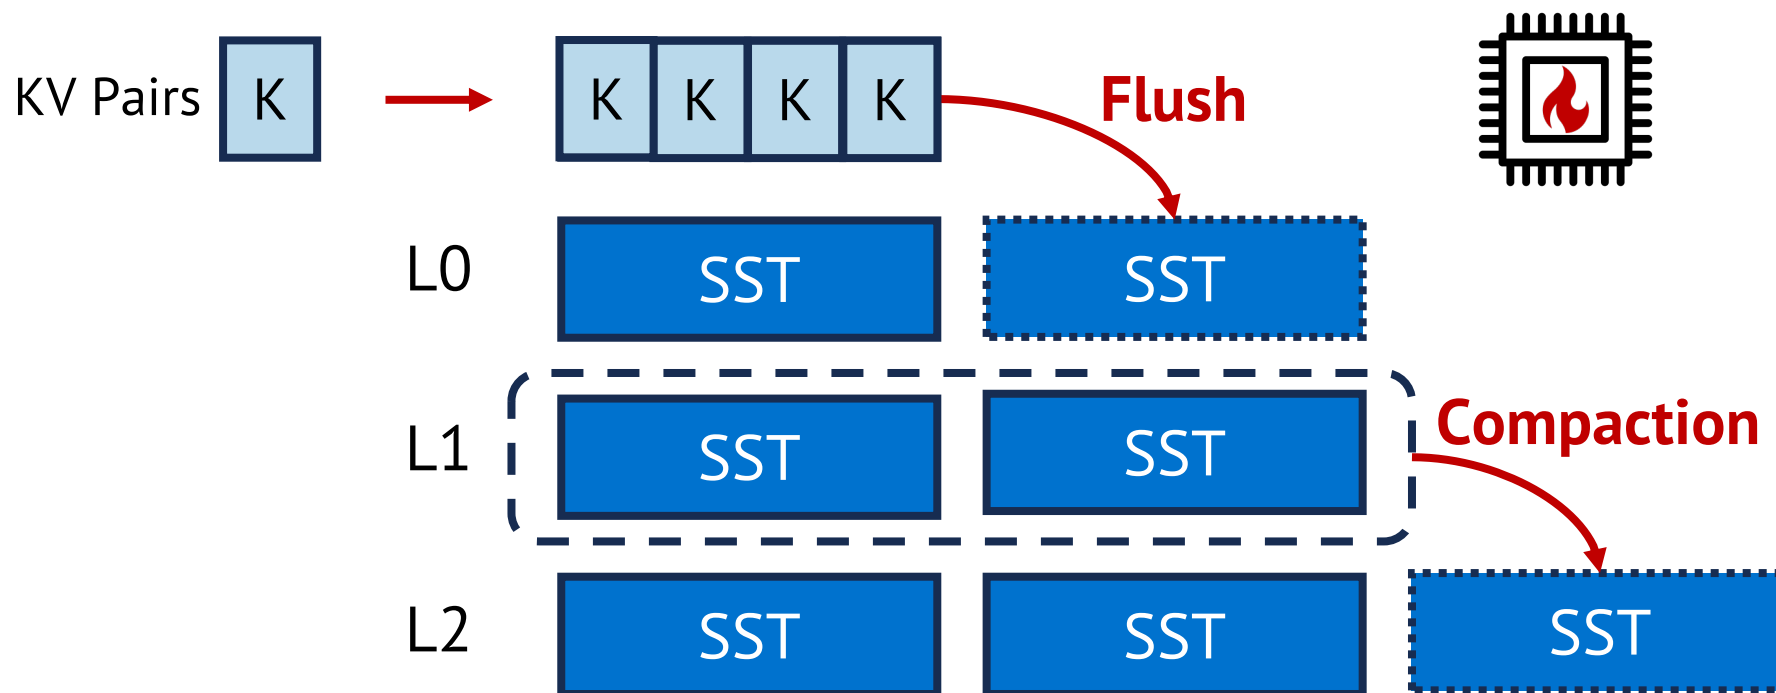 KV Pairs K K K K K Flush
L0 SST SST
L1 SST SST Compaction
L2 SST SST SST